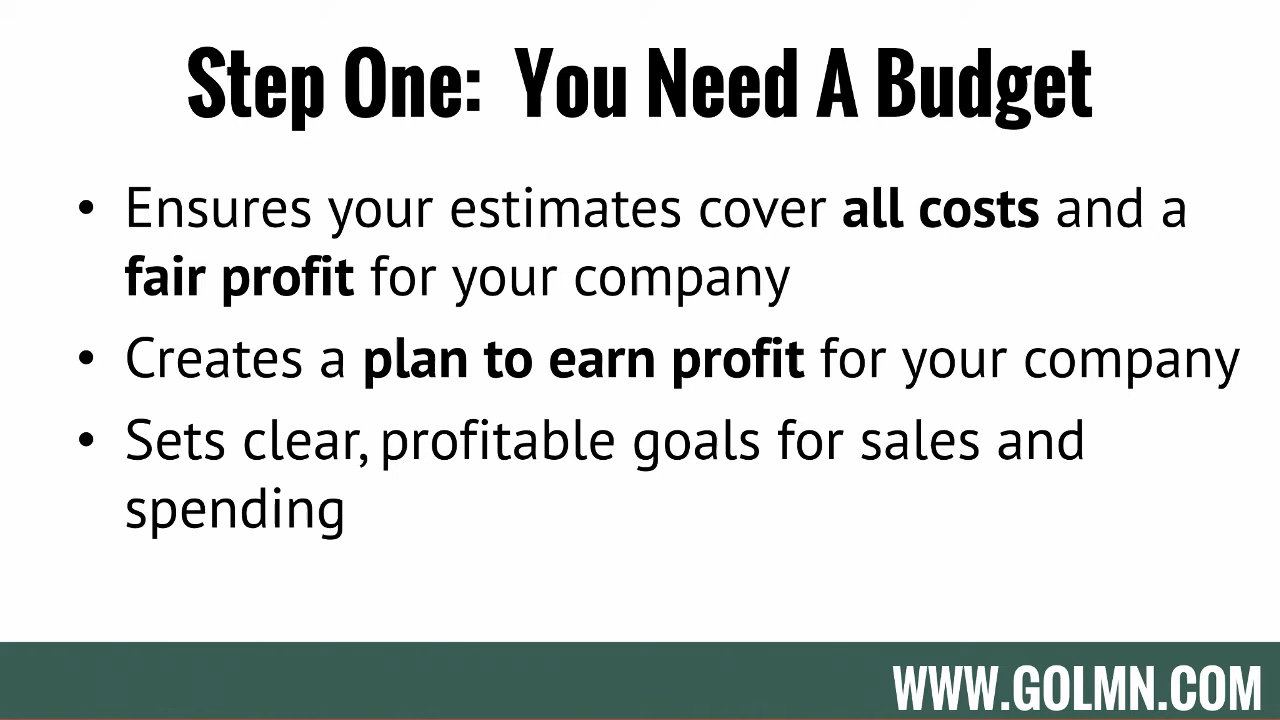 Step One: You Need A Budget
• Ensures your estimates cover all costs and a
fair profit for your company
• Creates a plan to earn profit for your company
• Sets clear, profitable goals for sales and
spending
WWW.GOLMN.COM